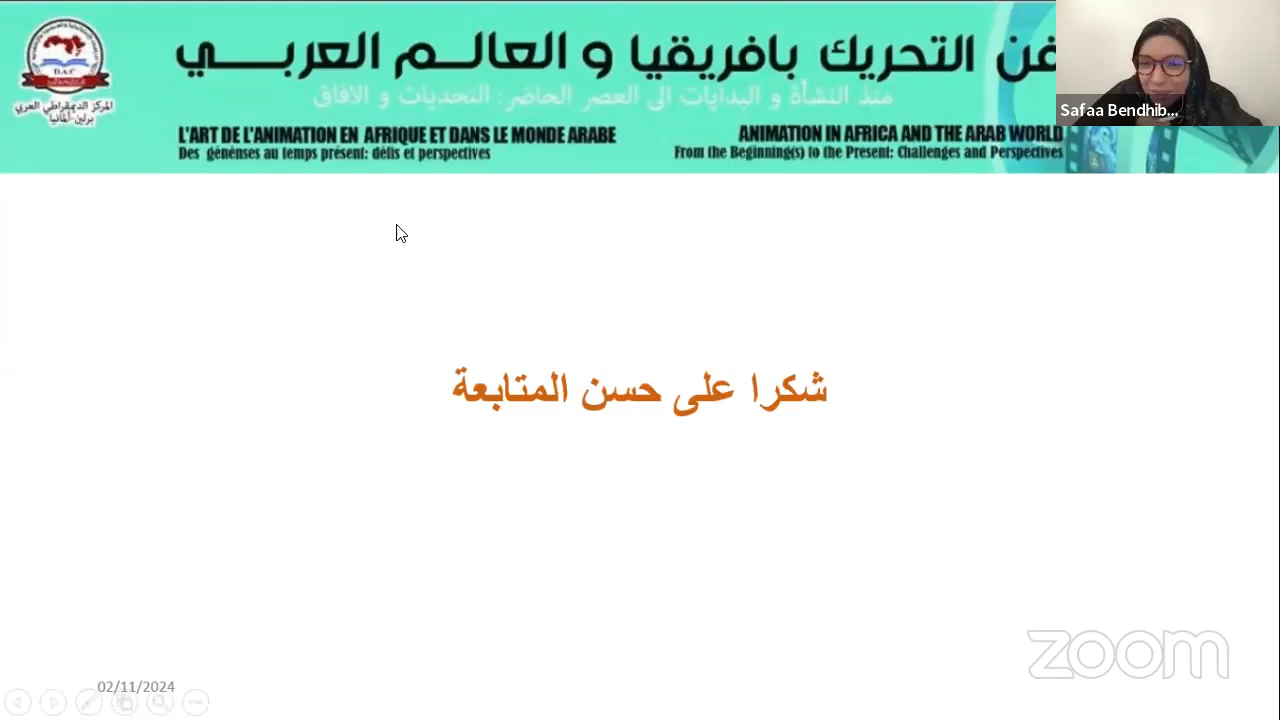 فن التحريك بافريقيا و العالم العربي
منذ النشأة و البدايات الى العصر الحاضر: التحديات و الافاق
L'ART DE L'ANIMATION EN AFRIQUE ET DANS LE MONDE ARABE
Des génénses au temps présent: délis et perspectives
ANIMATION IN AFRICA AND THE ARAB WORLD
From the Beginning(s) to the Present: Challenges and Perspectives
D.A.C
المركز الديمقراطي العربي
برلين-ألمانيا
Safaa Bendhib...
شكرا على حسن المتابعة
zoom
02/11/2024